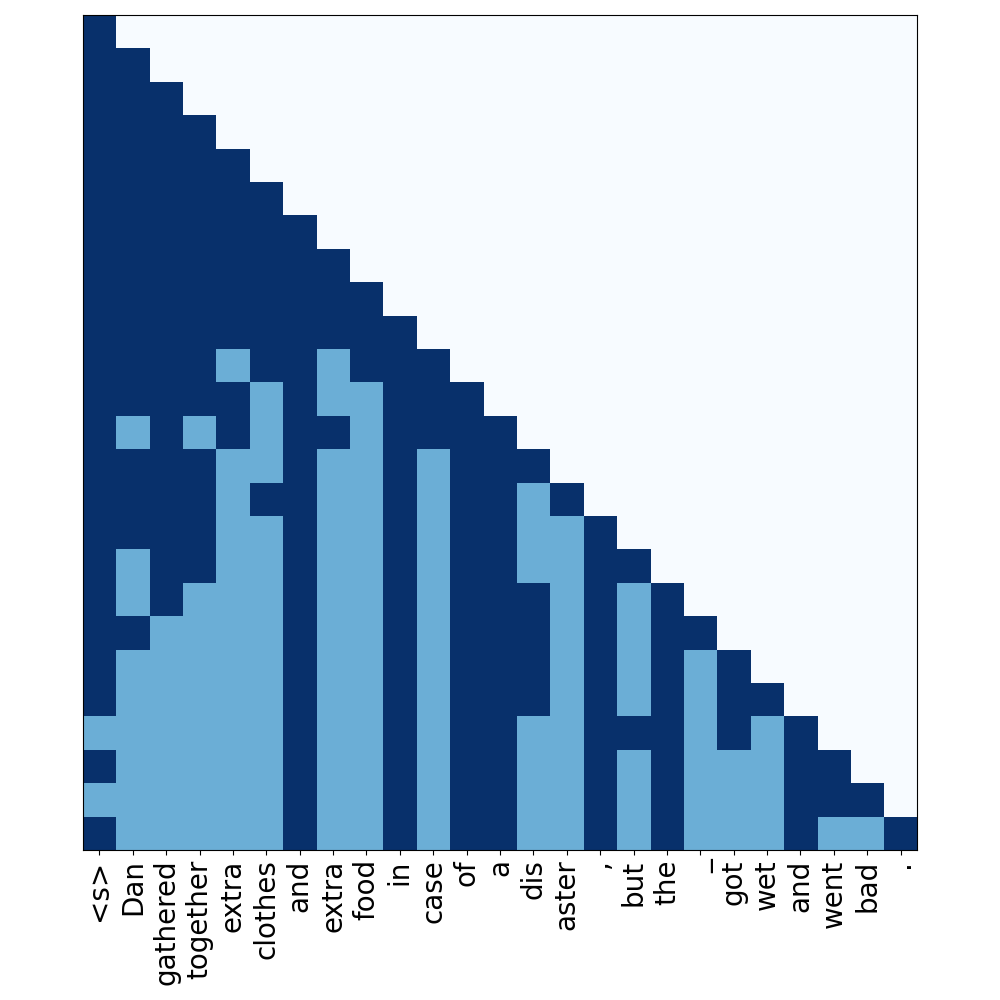 <s>
Dan
gathered
together
extra
clothes
and
extra
food
in
case
of
a
dis
aster
,
but
the
_
got
wet
and
went
bad
.